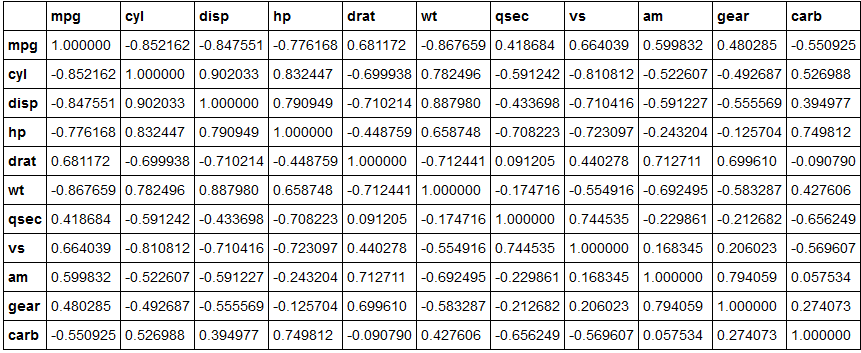 mpg cyl disp hp drat wt qsec vs am gear carb
mpg 1.000000 -0.852162 -0.847551 -0.776168 0.681172 -0.867659 0.418684 0.664039 0.599832 0.480285 -0.550925
cyl -0.852162 1.000000 0.902033 0.832447 -0.699938 0.782496 -0.591242 -0.810812 -0.522607 -0.492687 0.526988
disp -0.847551 0.902033 1.000000 0.790949 -0.710214 0.887980 -0.433698 -0.710416 -0.591227 -0.555569 0.394977
hp -0.776168 0.832447 0.790949 1.000000 -0.448759 0.658748 -0.708223 -0.723097 -0.243204 -0.125704 0.749812
drat 0.681172 -0.699938 -0.710214 -0.448759 1.000000 -0.712441 0.091205 0.440278 0.712711 0.699610 -0.090790
wt -0.867659 0.782496 0.887980 0.658748 -0.712441 1.000000 -0.174716 -0.554916 -0.692495 -0.583287 0.427606
qsec 0.418684 -0.591242 -0.433698 -0.708223 0.091205 -0.174716 1.000000 0.744535 -0.229861 -0.212682 -0.656249
vs 0.664039 -0.810812 -0.710416 -0.723097 0.440278 -0.554916 0.744535 1.000000 0.168345 0.206023 -0.569607
am 0.599832 -0.522607 -0.591227 -0.243204 0.712711 -0.692495 -0.229861 0.168345 1.000000 0.794059 0.057534
gear 0.480285 -0.492687 -0.555569 -0.125704 0.699610 -0.583287 -0.212682 0.206023 0.794059 1.000000 0.274073
carb -0.550925 0.526988 0.394977 0.749812 -0.090790 0.427606 -0.656249 -0.569607 0.057534 0.274073 1.000000